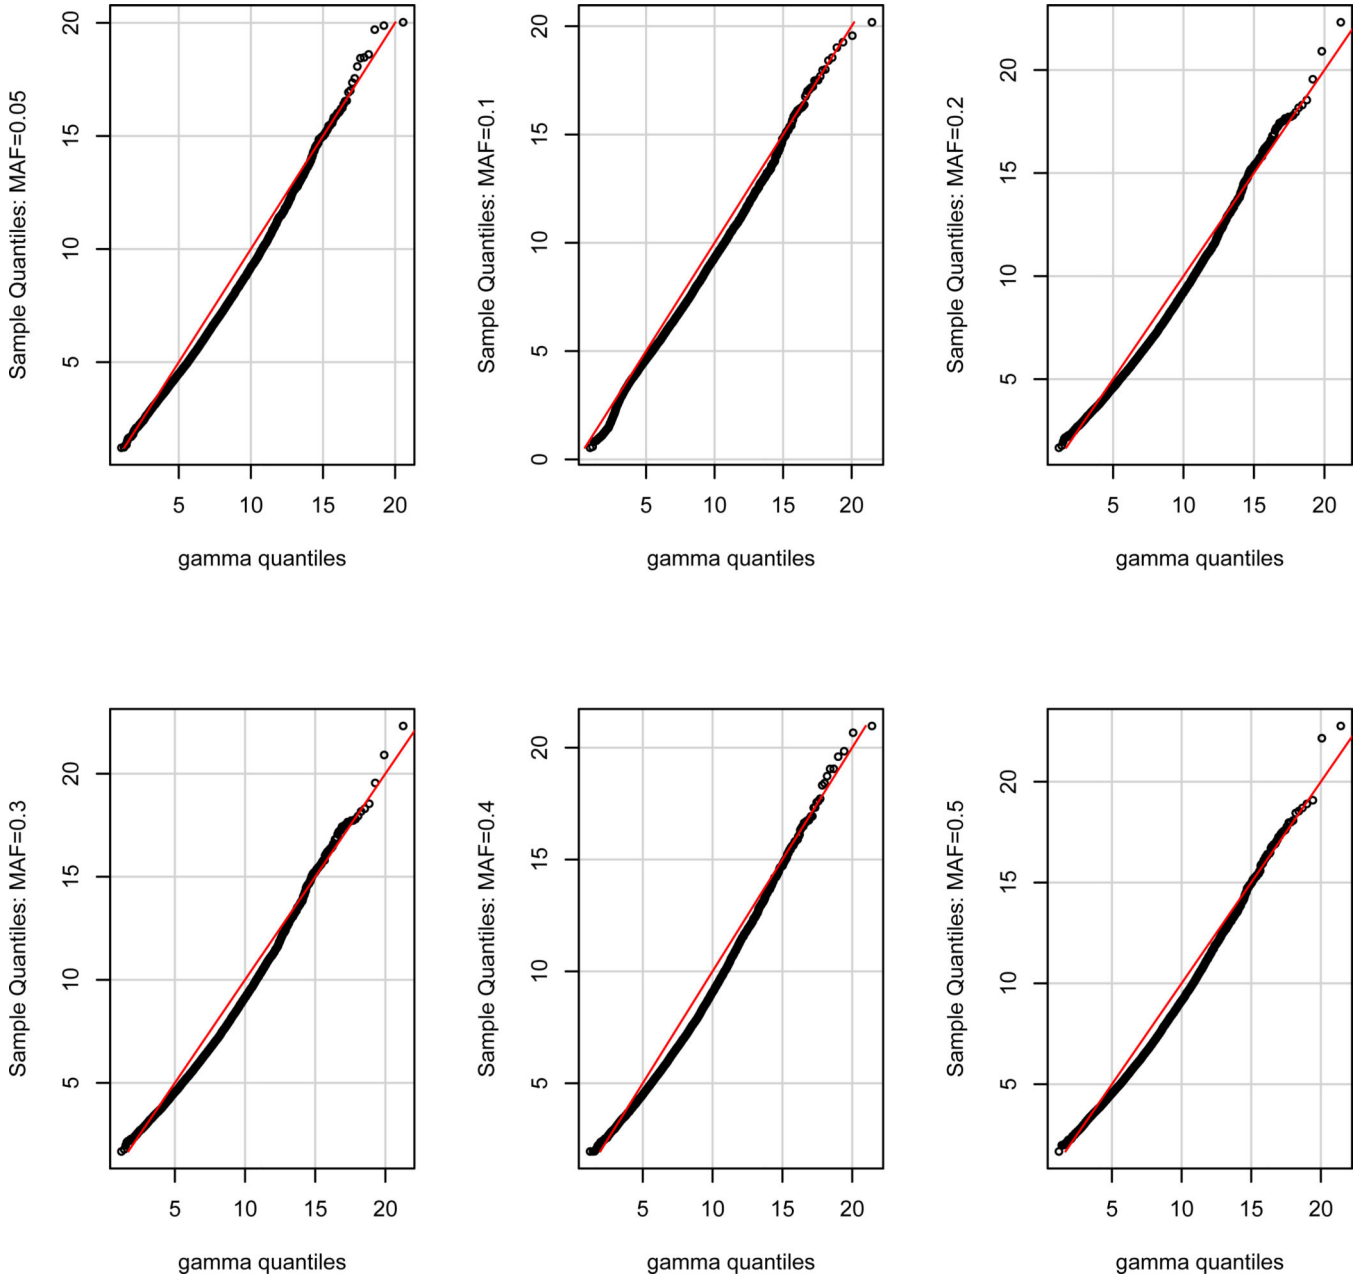 Sample Quantiles: MAF=0.05
20
15
10
5
5 10 15 20
gamma quantiles
Sample Quantiles: MAF=0.1
20
15
10
5
0
5 10 15 20
gamma quantiles
Sample Quantiles: MAF=0.2
20
15
10
5
5 10 15 20
gamma quantiles
Sample Quantiles: MAF=0.3
20
15
10
5
5 10 15 20
gamma quantiles
Sample Quantiles: MAF=0.4
20
15
10
5
5 10 15 20
gamma quantiles
Sample Quantiles: MAF=0.5
20
15
10
5
5 10 15 20
gamma quantiles